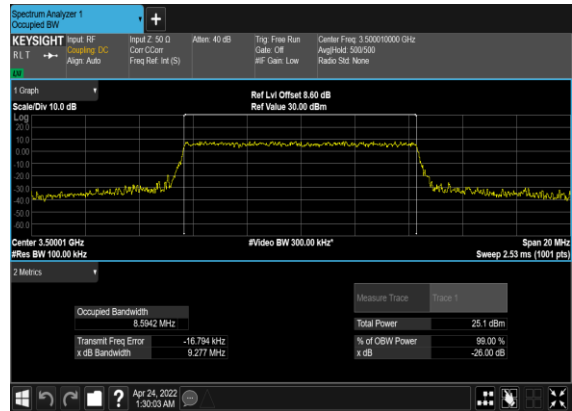 Spectrum Analyzer 1
Occupied BW
+
KEYSIGHT Input: RF Input Z: 50 Ω Atten: 40 dB Trig: Free Run Center Freq: 3.500010000 GHz
RLT Coupling: DC Corr CCorr Gate: Off Avg|Hold: 500/500
Align: Auto Freq Ref: Int (S) #IF Gain: Low Radio Std: None
1 Graph
Ref Lvl Offset 8.60 dB
Scale/Div 10.0 dB Ref Value 30.00 dBm
Log
20.0
10.0
0.00
-10.0
-20.0
-30.0
-40.0
-50.0
-60.0
Center 3.50001 GHz #Video BW 300.00 kHz* Span 20 MHz
#Res BW 100.00 kHz Sweep 2.53 ms (1001 pts)
2 Metrics
Measure Trace Trace 1
Occupied Bandwidth
8.5942 MHz Total Power 25.1 dBm
Transmit Freq Error -16.794 kHz % of OBW Power 99.00 %
x dB Bandwidth 9.277 MHz x dB -26.00 dB
? Apr 24, 2022
1:30:03 AM